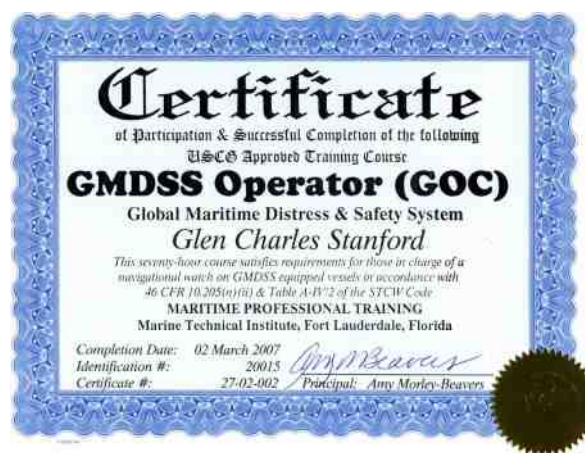 Certificate
of Participation & Successful Completion of the following
USCG Approved Training Course
GMDSS Operator (GOC)
Global Maritime Distress & Safety System
Glen Charles Stanford
This seventy-hour course satisfies requirements for those in charge of a
navigational watch on GMDSS equipped vessels in accordance with
46 CFR 10.205(n)(ii) & Table A-IV/2 of the STCW Code
MARITIME PROFESSIONAL TRAINING
Marine Technical Institute, Fort Lauderdale, Florida
Completion Date: 02 March 2007
Identification #: 20015
Certificate #: 27-02-002
Principal: Amy Morley-Beavers